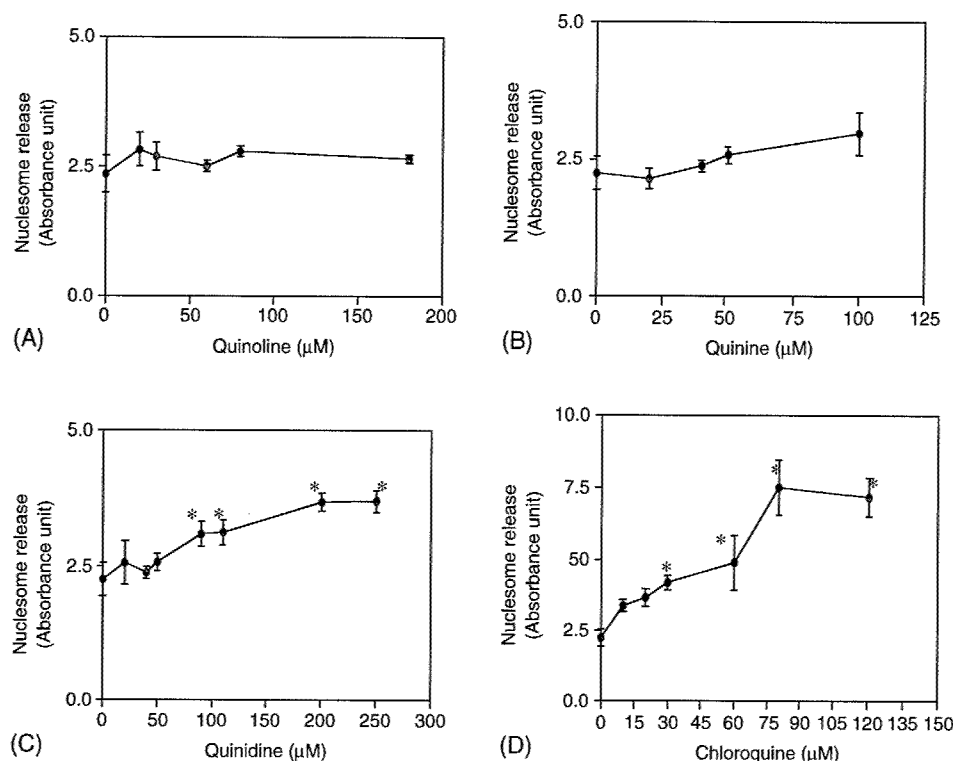 5.0
2.5
0.0
Nuclesome release
(Absorbance unit)
0 50 100 150 200
Quinoline (µM)
(A)
5.0
2.5
0.0
Nuclesome release
(Absorbance unit)
0 25 50 75 100 125
Quinine (µM)
(B)
5.0
2.5
0.0
Nuclesome release
(Absorbance unit)
* * * *
0 50 100 150 200 250 300
Quinidine (µM)
(C)
10.0
7.5
50
2.5
0.0
Nuclesome release
(Absorbance unit)
* * * *
0 15 30 45 60 75 90 105 120 135 150
Chloroquine (µM)
(D)